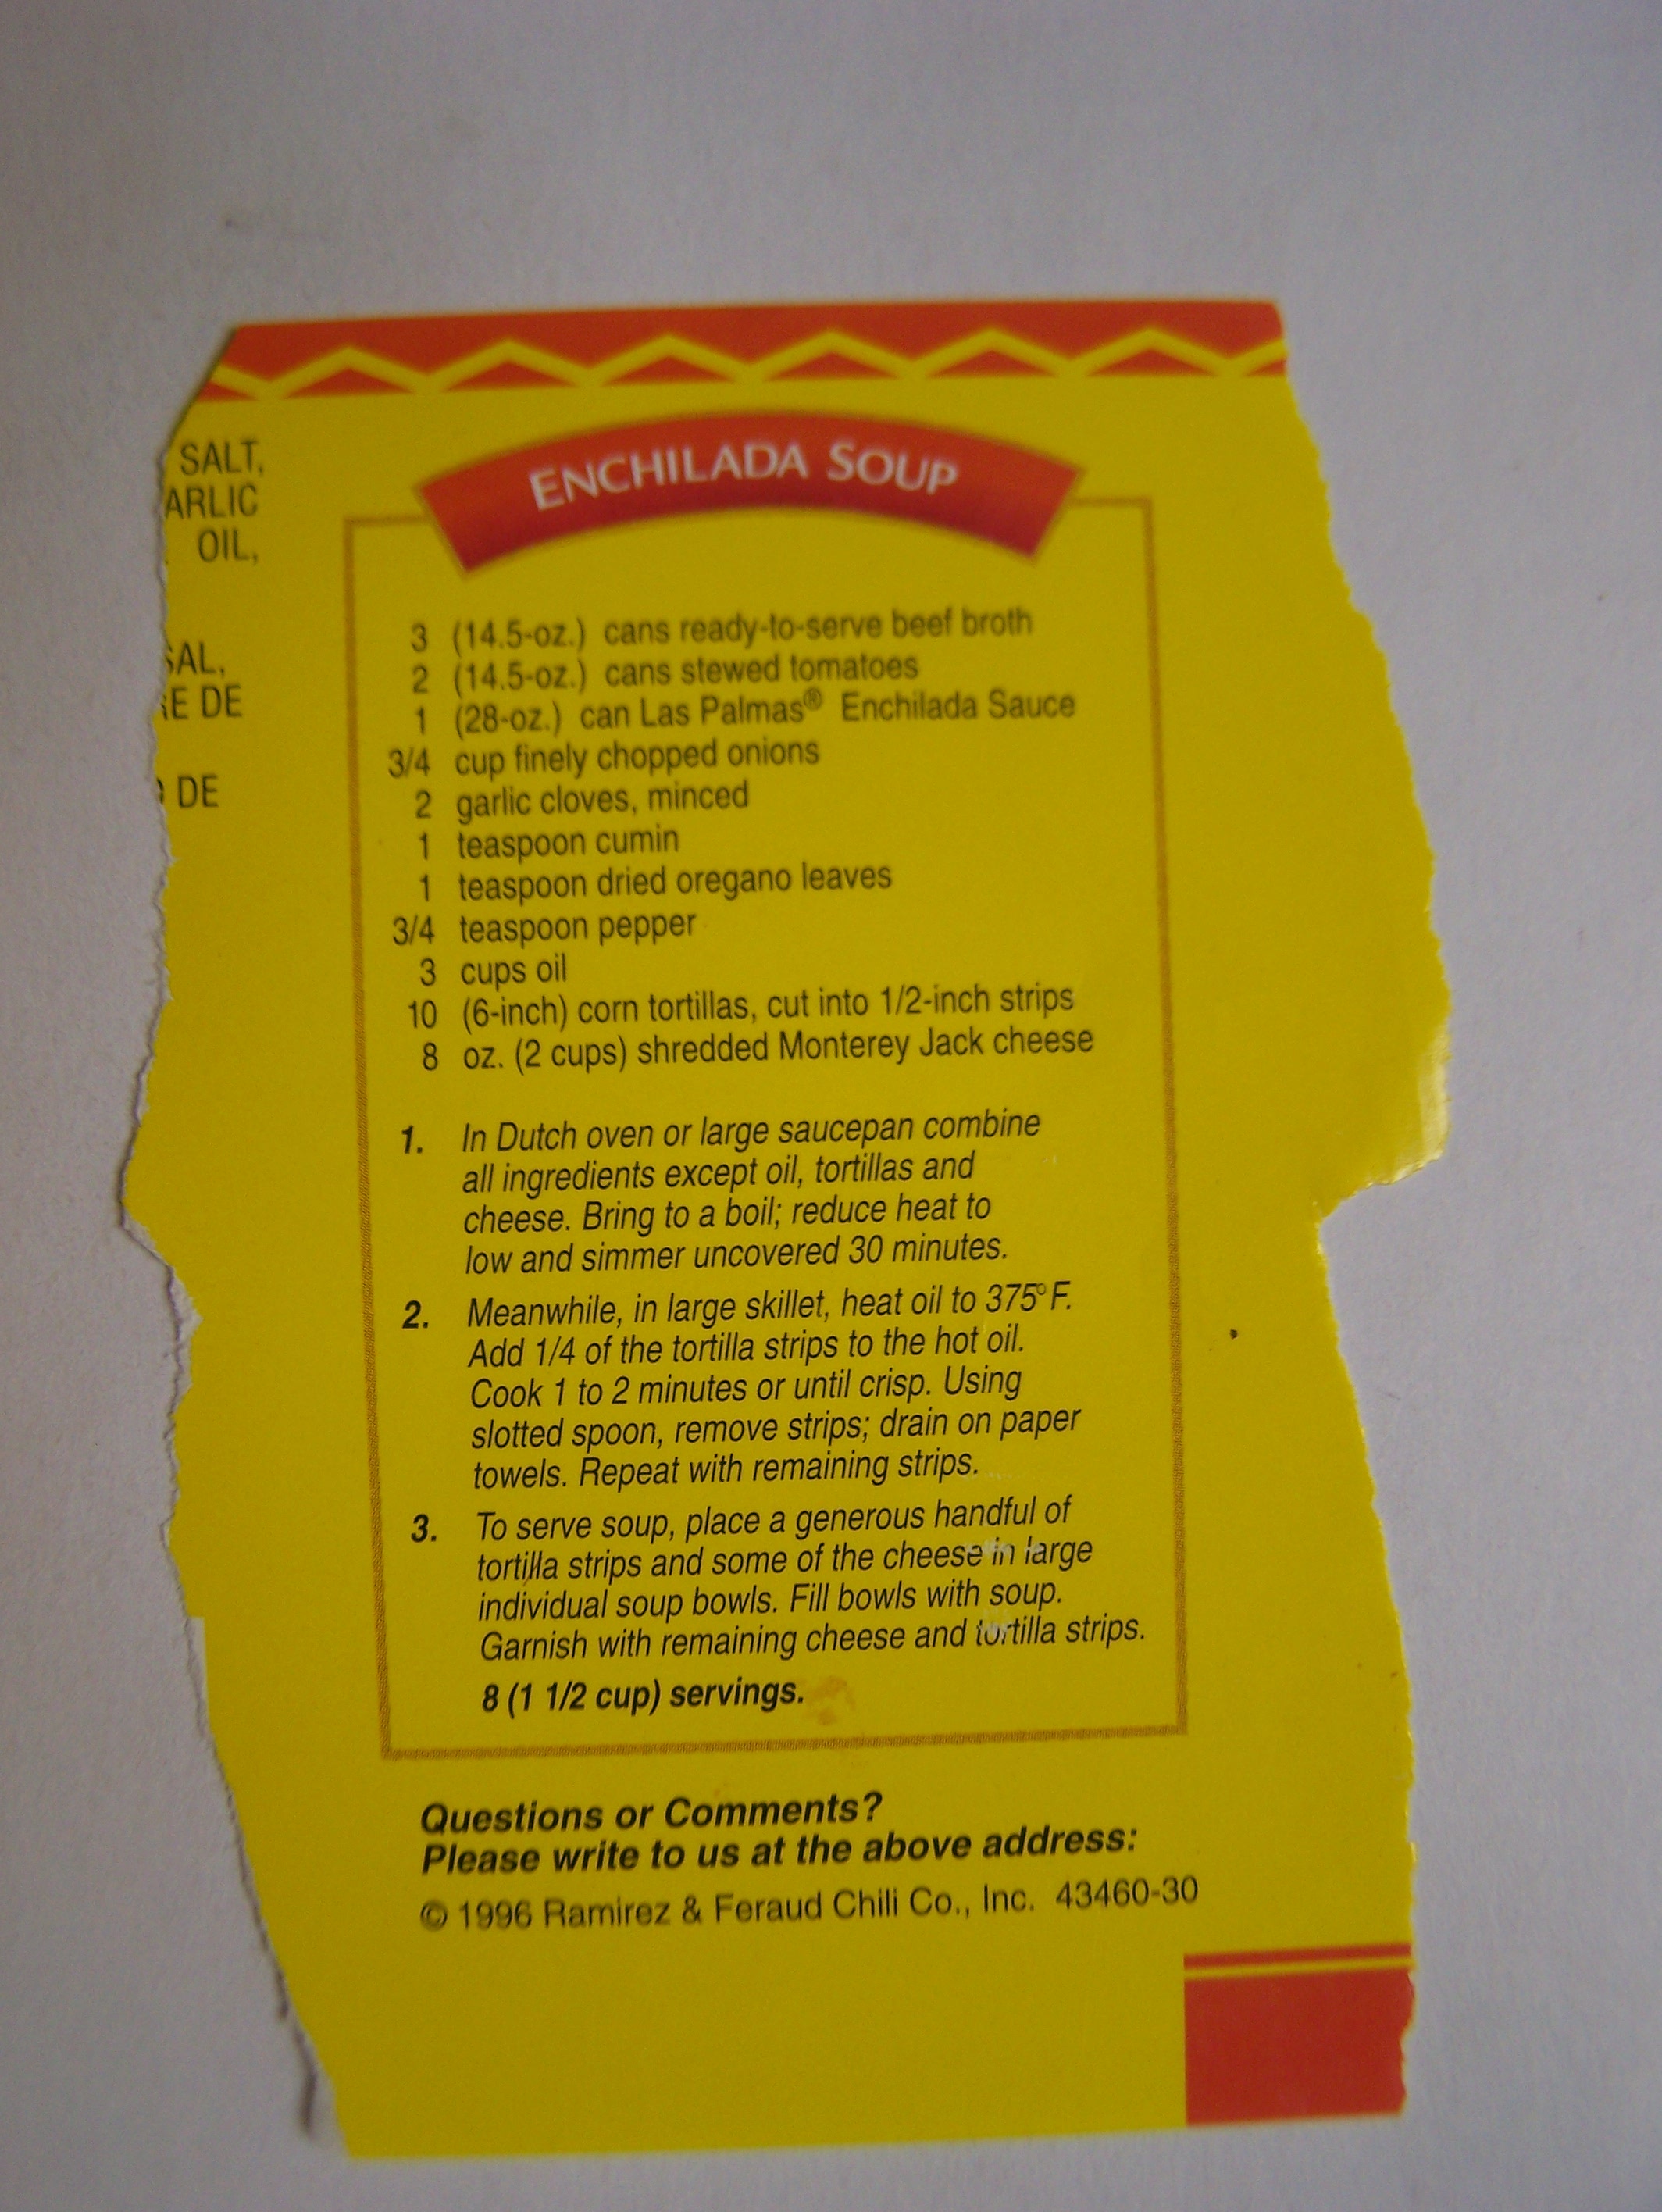 SALT,
ARLIC
OIL,
SAL,
RE DE
DE
ENCHILADA SOUP
3 (14.5-oz.) cans ready-to-serve beef broth
2 (14.5-oz.) cans stewed tomatoes
1 (28-oz.) can Las Palmas® Enchilada Sauce
3/4 cup finely chopped onions
2 garlic cloves, minced
1 teaspoon cumin
1 teaspoon dried oregano leaves
3/4 teaspoon pepper
3 cups oil
10 (6-inch) corn tortillas, cut into 1/2-inch strips
8 oz. (2 cups) shredded Monterey Jack cheese
1. In Dutch oven or large saucepan combine
all ingredients except oil, tortillas and
cheese. Bring to a boil; reduce heat to
low and simmer uncovered 30 minutes.
2. Meanwhile, in large skillet, heat oil to 375°F.
Add 1/4 of the tortilla strips to the hot oil.
Cook 1 to 2 minutes or until crisp. Using
slotted spoon, remove strips; drain on paper
towels. Repeat with remaining strips.
3. To serve soup, place a generous handful of
tortilla strips and some of the cheese in large
individual soup bowls. Fill bowls with soup.
Garnish with remaining cheese and tortilla strips.
8 (1 1/2 cup) servings.
Questions or Comments?
Please write to us at the above address:
© 1996 Ramirez & Feraud Chili Co., Inc. 43460-30